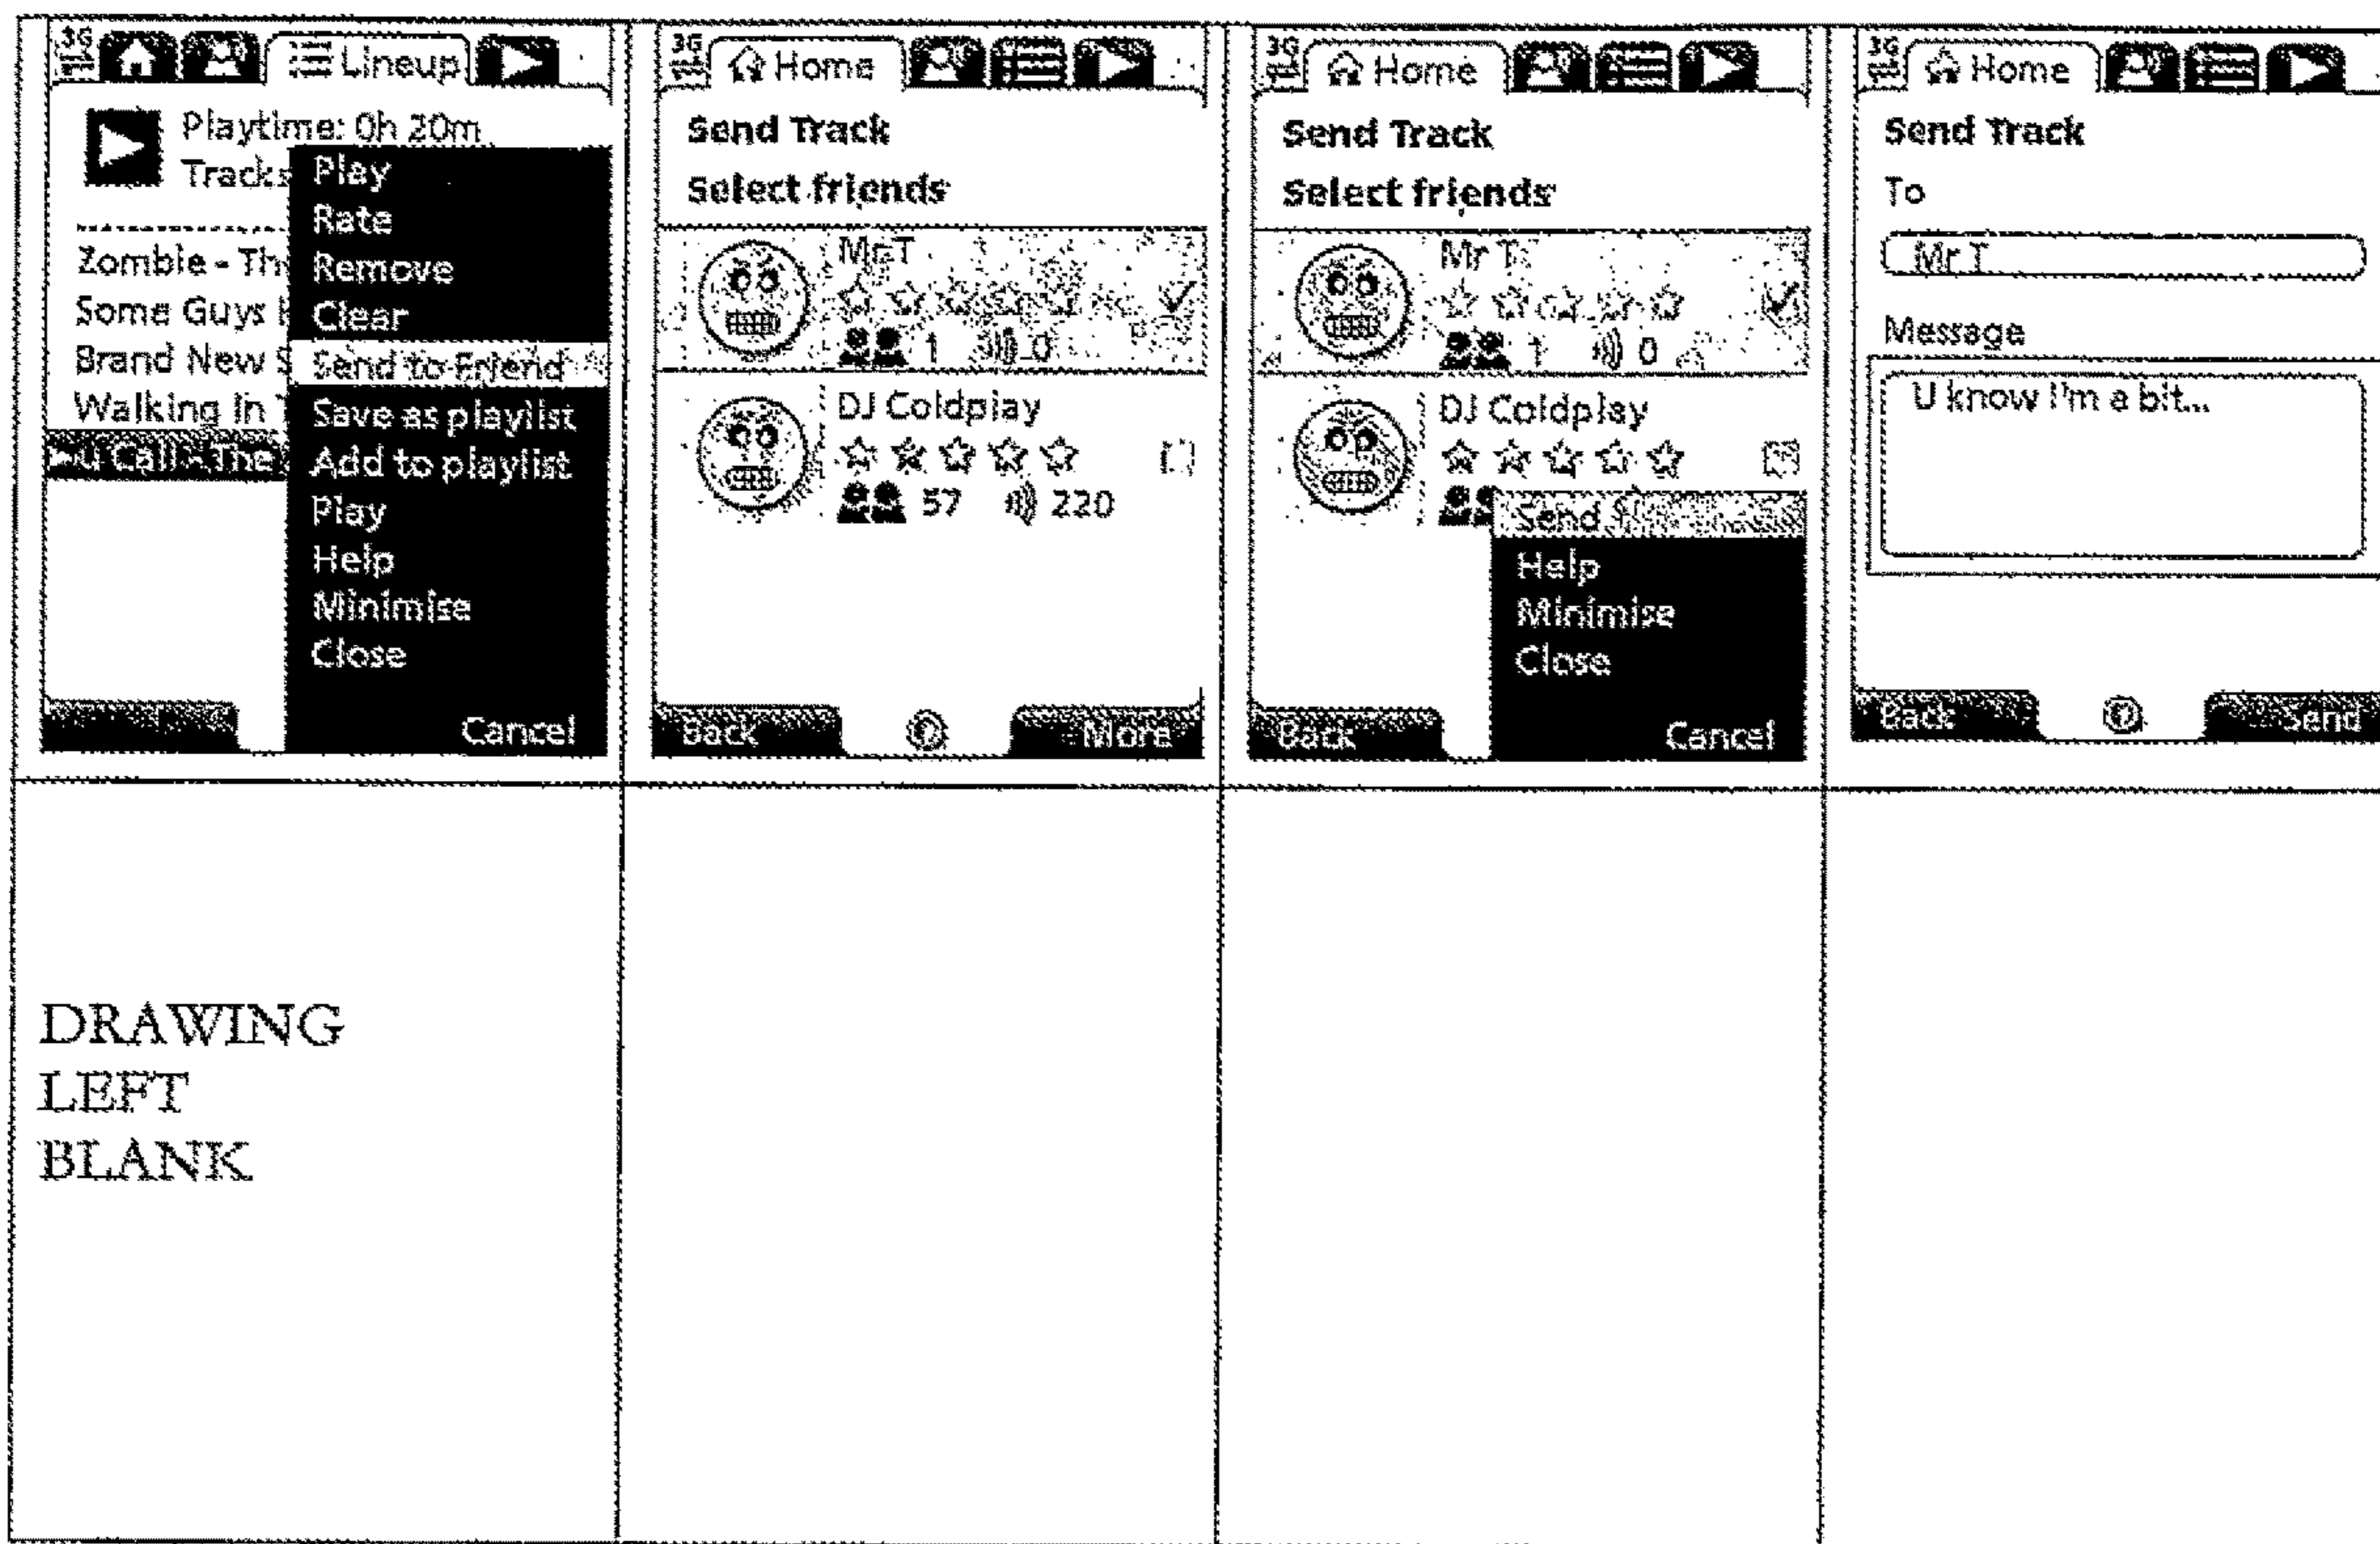 3G Lineup
Playtime: 0h 20m
Tracks
Zombie - The
Some Guys
Brand New S
Walking In
U Call - The
Play
Rate
Remove
Clear
Send to Friend
Save as playlist
Add to playlist
Play
Help
Minimise
Close
Cancel
3G Home
Send Track
Select friends
Mr T
1 0
DJ Coldplay
57 220
Back More
3G Home
Send Track
Select friends
Mr T
1 0
DJ Coldplay
Send
Help
Minimise
Close
Back Cancel
3G Home
Send Track
To
Mr T
Message
U know I'm a bit...
Back Send
DRAWING
LEFT
BLANK